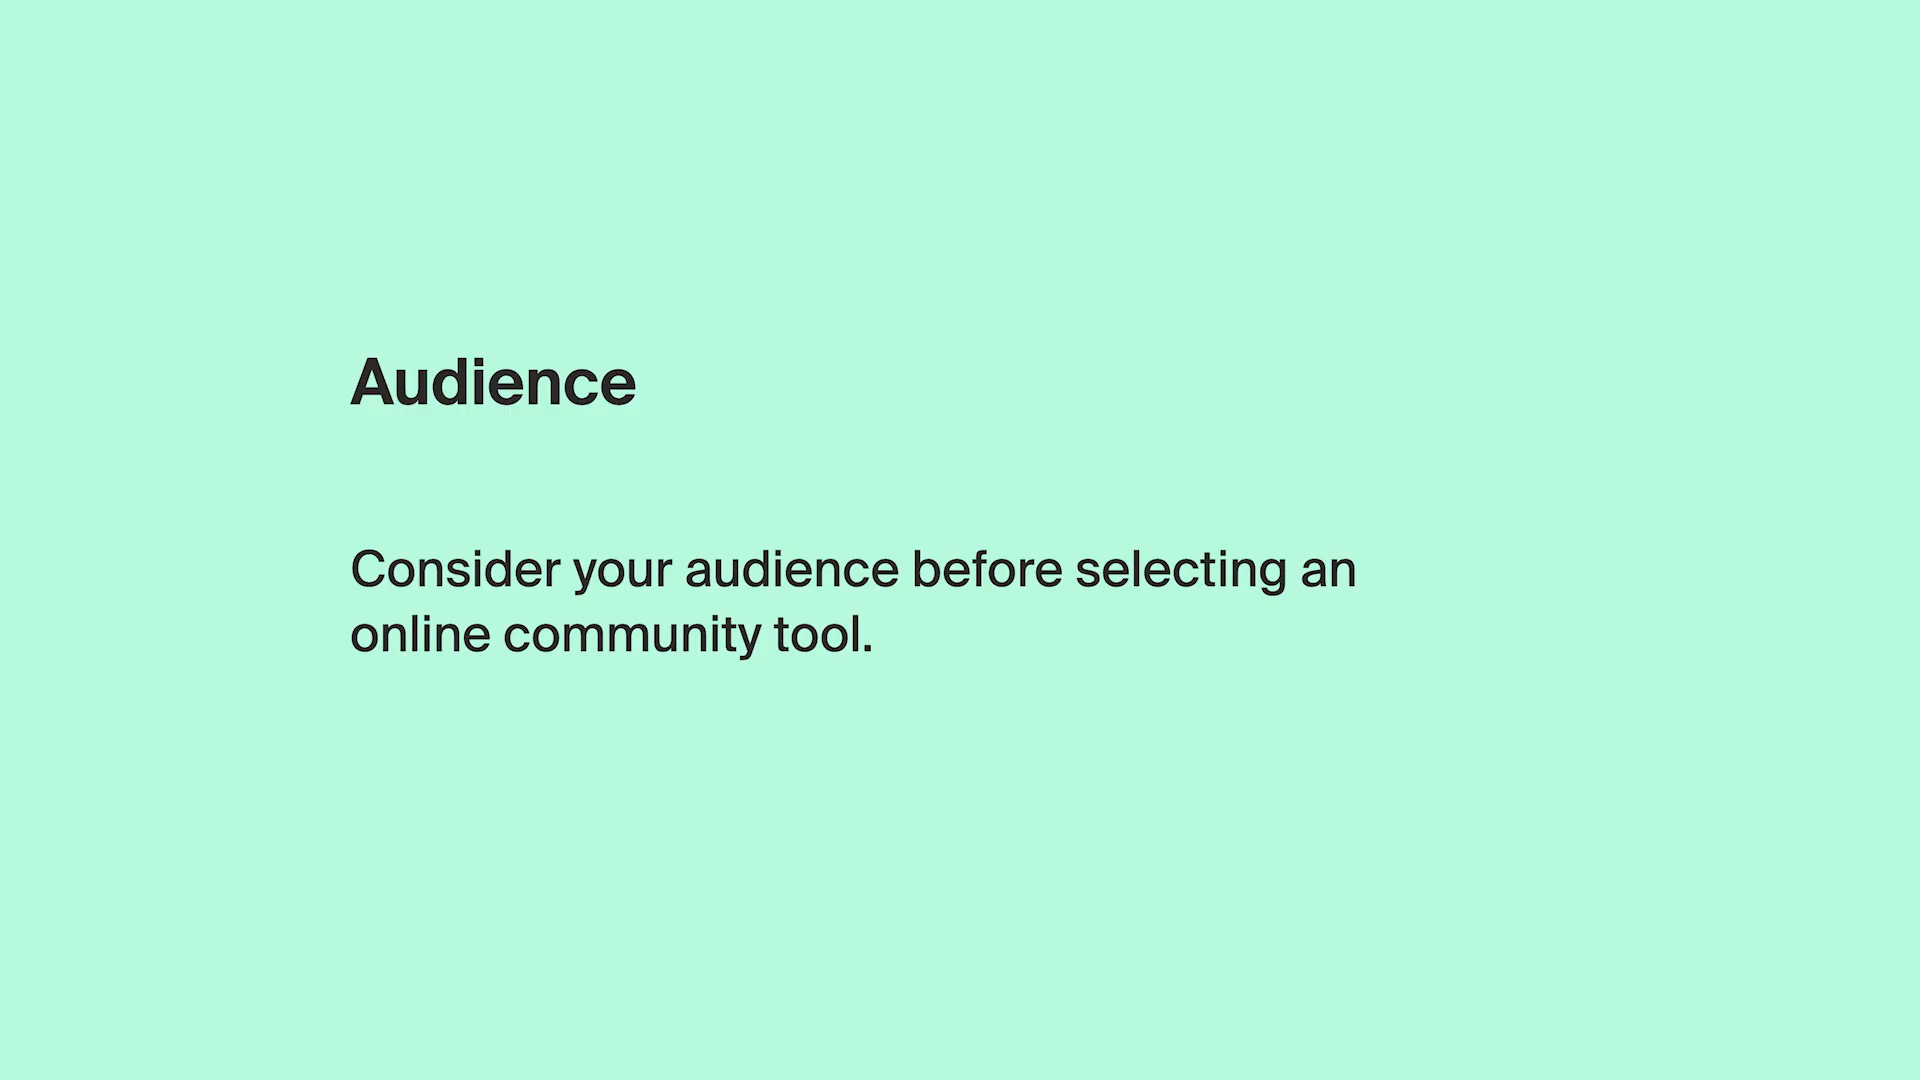 Audience
Consider your audience before selecting an
online community tool.